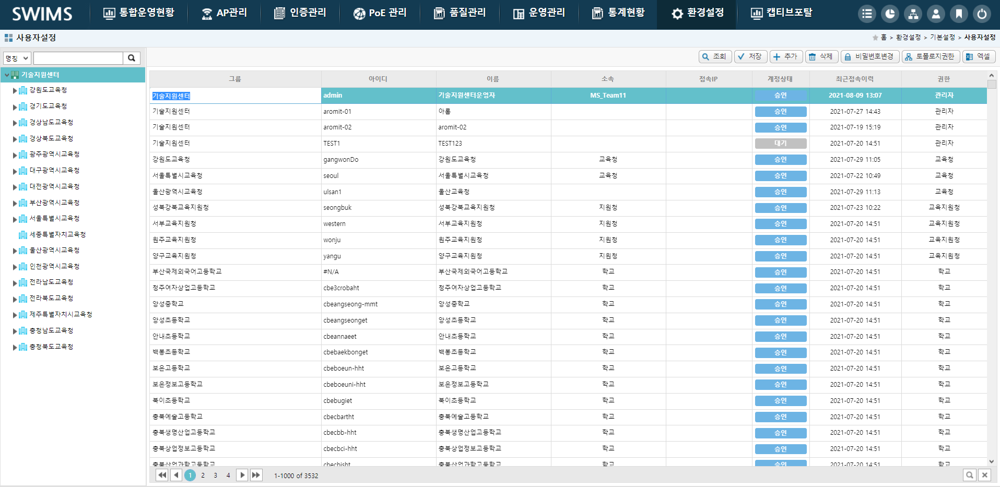 SWIMS 통합운영현황 AP관리 인증관리 PoE 관리 품질관리 운영관리 통계현황 환경설정 캡티브포탈
사용자설정 홈 > 환경설정 > 기본설정 > 사용자설정
명칭 조회 저장 추가 삭제 비밀번호변경 토폴로지권한 엑셀
기술지원센터
강원도교육청
경기도교육청
경상남도교육청
경상북도교육청
광주광역시교육청
대구광역시교육청
대전광역시교육청
부산광역시교육청
서울특별시교육청
세종특별자치교육청
울산광역시교육청
인천광역시교육청
전라남도교육청
전라북도교육청
제주특별자치시교육청
충청남도교육청
충청북도교육청
그룹 아이디 이름 소속 접속IP 계정상태 최근접속이력 권한
기술지원센터 admin 기술지원센터운영자 MS_Team11 승인 2021-08-09 13:07 관리자
기술지원센터 aromit-01 아롬 승인 2021-07-27 14:43 관리자
기술지원센터 aromit-02 aromit-02 승인 2021-07-19 15:19 관리자
기술지원센터 TEST1 TEST123 대기 2021-07-20 14:51 관리자
강원도교육청 gangwonDo 강원도교육청 교육청 승인 2021-07-29 11:05 교육청
서울특별시교육청 seoul 서울특별시교육청 교육청 승인 2021-07-22 10:49 교육청
울산광역시교육청 ulsan1 울산교육청 승인 2021-07-29 11:13 교육청
성북강북교육지원청 seongbuk 성북강북교육지원청 지원청 승인 2021-07-23 10:22 교육지원청
서부교육지원청 western 서부교육지원청 지원청 승인 2021-07-20 14:51 교육지원청
원주교육지원청 wonju 원주교육지원청 지원청 승인 2021-07-20 14:51 교육지원청
양구교육지원청 yangu 양구교육지원청 지원청 승인 2021-07-20 14:51 교육지원청
부산국제외국어고등학교 #N/A 부산국제외국어고등학교 학교 승인 2021-07-20 14:51 학교
청주여자상업고등학교 cbe3crobaht 청주여자상업고등학교 학교 승인 2021-07-20 14:51 학교
앙성중학교 cbeangseong-mmt 앙성중학교 학교 승인 2021-07-20 14:51 학교
앙성초등학교 cbeangseonget 앙성초등학교 학교 승인 2021-07-20 14:51 학교
안내초등학교 cbeannaeet 안내초등학교 학교 승인 2021-07-20 14:51 학교
백봉초등학교 cbebaekbonget 백봉초등학교 학교 승인 2021-07-20 14:51 학교
보은고등학교 cbeboeun-hht 보은고등학교 학교 승인 2021-07-20 14:51 학교
보은정보고등학교 cbeboeuni-hht 보은정보고등학교 학교 승인 2021-07-20 14:51 학교
북이초등학교 cbebugiet 북이초등학교 학교 승인 2021-07-20 14:51 학교
충북예술고등학교 cbecbartht 충북예술고등학교 학교 승인 2021-07-20 14:51 학교
충북생명산업고등학교 cbecbb-hht 충북생명산업고등학교 학교 승인 2021-07-20 14:51 학교
충북상업정보고등학교 cbecbci-hht 충북상업정보고등학교 학교 승인 2021-07-20 14:51 학교
충북산업과학고등학교 cbecbisht 충북산업과학고등학교 학교 승인 2021-07-20 14:51 학교
1 2 3 4 1-1000 of 3532